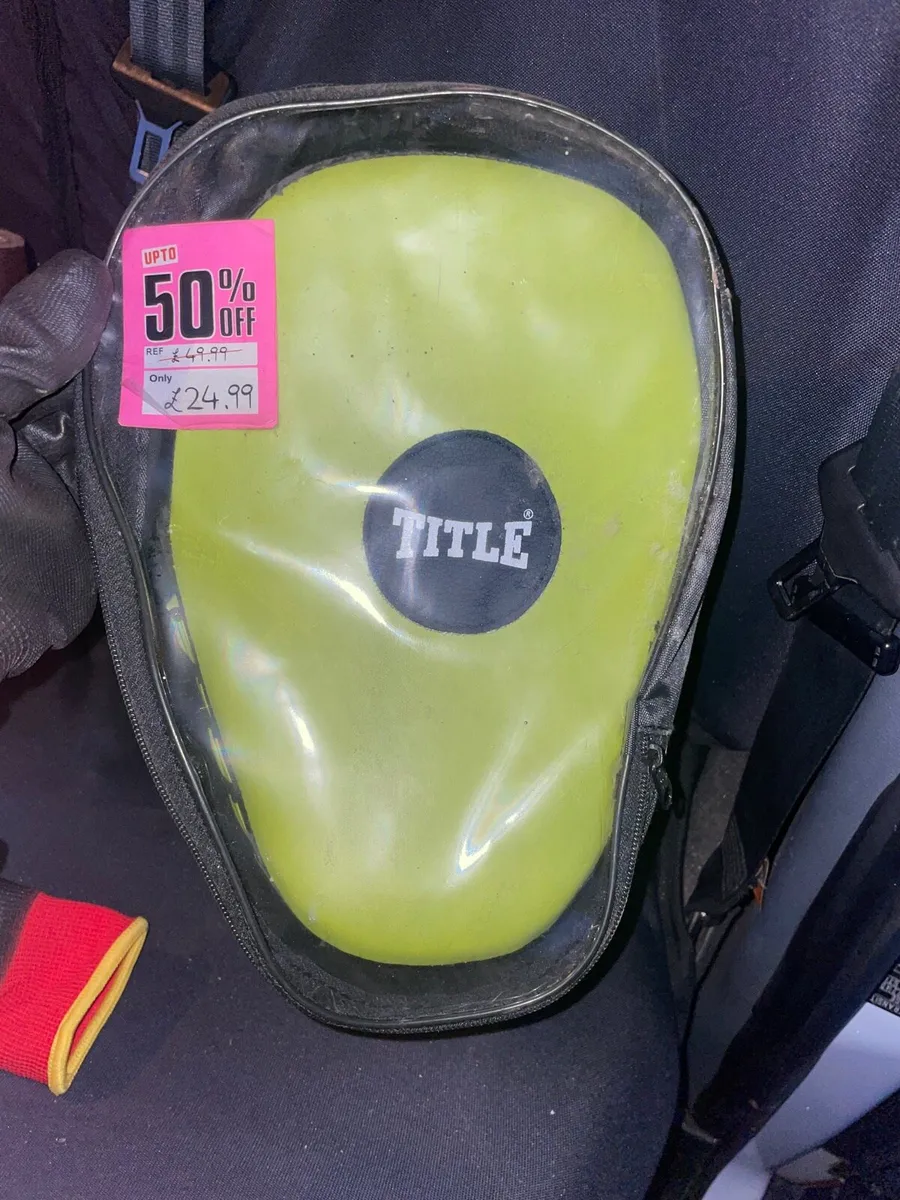 UPTO
50%
OFF
REF £49.99
Only
£24.99
TITLE®